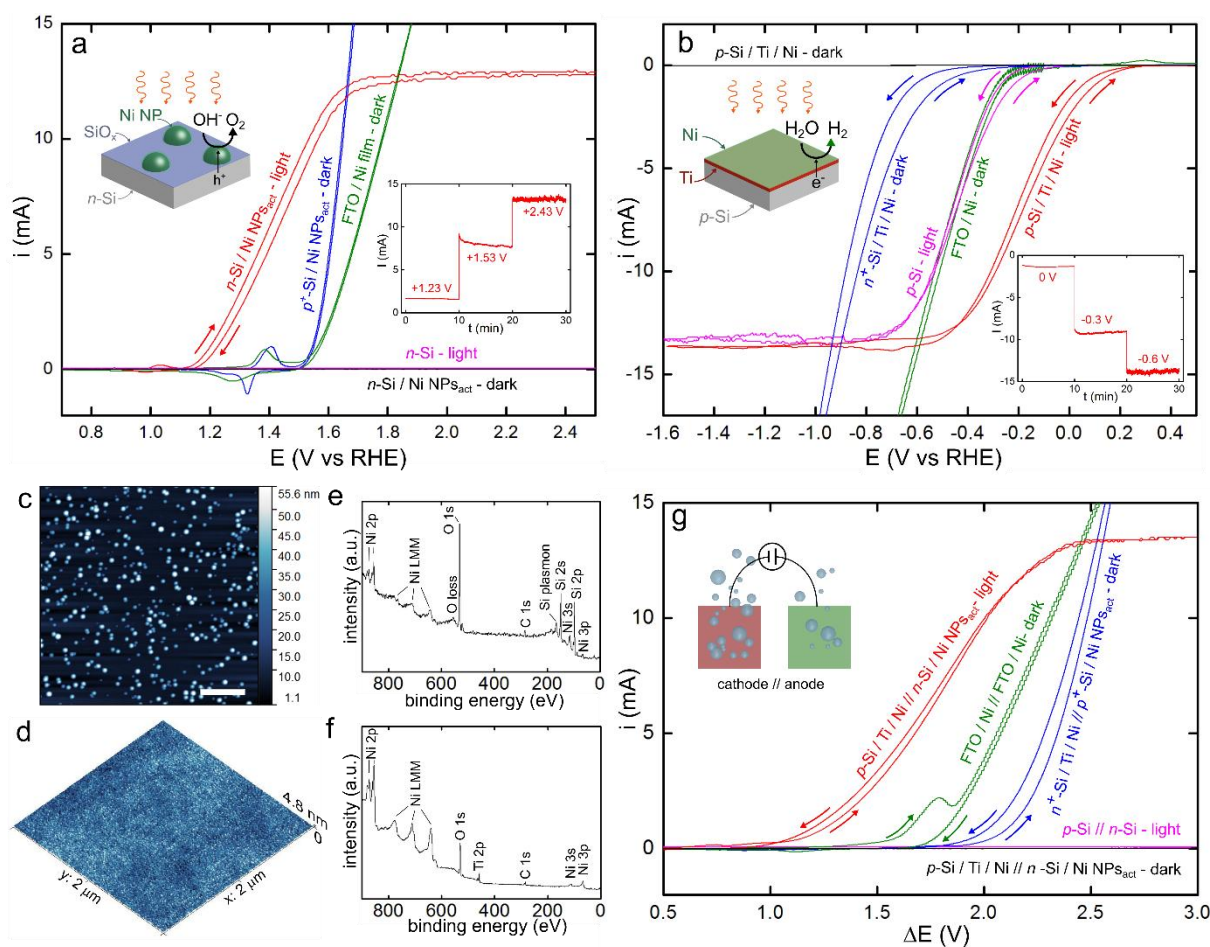 a
15
10
5
0
i (mA)
0.8 1.0 1.2 1.4 1.6 1.8 2.0 2.2 2.4
E (V vs RHE)
Ni NP
SiOₓ
OH⁻ O₂
h⁺
n-Si
n-Si / Ni NPsact - light
p⁺-Si / Ni NPsact - dark
FTO / Ni film - dark
n-Si - light
n-Si / Ni NPsact - dark
15
10
5
0
I (mA)
+1.23 V
+1.53 V
+2.43 V
0 10 20 30
t (min)
b
p-Si / Ti / Ni - dark
0
-5
-10
-15
i (mA)
-1.6 -1.4 -1.2 -0.9 -0.6 -0.4 -0.2 0.0 0.2 0.4
E (V vs RHE)
Ni
Ti
p-Si
H₂O H₂
e⁻
n⁺-Si / Ti / Ni - dark
p-Si - light
FTO / Ni - dark
p-Si / Ti / Ni - light
0
-5
-10
-15
I (mA)
0 V
-0.3 V
-0.6 V
0 10 20 30
t (min)
c
55.6 nm
50.0
45.0
40.0
35.0
30.0
25.0
20.0
15.0
10.0
1.1
d
4.8 nm
0
y: 2 µm
x: 2 µm
e
intensity (a.u.)
Ni 2p
Ni LMM
O loss
O 1s
C 1s
Si plasmon
Si 2s
Ni 3s
Si 2p
Ni 3p
800 600 400 200 0
binding energy (eV)
f
intensity (a.u.)
Ni 2p
Ni LMM
O 1s
Ti 2p
C 1s
Ni 3s
Ni 3p
800 600 400 200 0
binding energy (eV)
g
15
10
5
0
i (mA)
0.5 1.0 1.5 2.0 2.5 3.0
ΔE (V)
cathode // anode
p-Si / Ti / Ni // n-Si / Ni NPsact - light
FTO / Ni // FTO / Ni- dark
n⁺-Si / Ti / Ni // p⁺-Si / Ni NPsact - dark
p-Si // n-Si - light
p-Si / Ti / Ni // n -Si / Ni NPsact - dark